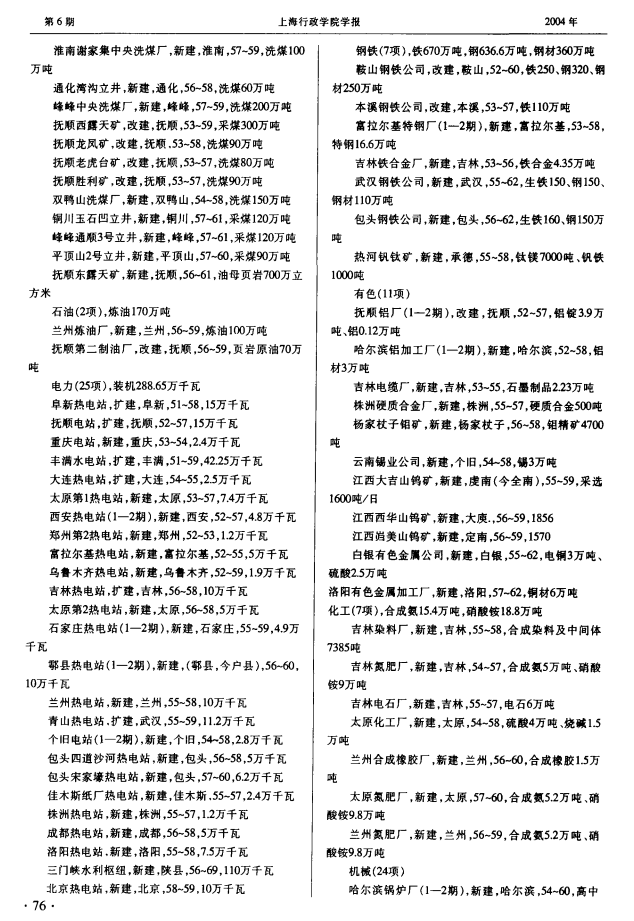 第6期
上海行政学院学报
2004年
淮南谢家集中央洗煤厂,新建,淮南,57~59,洗煤100
万吨
通化湾沟立井,新建,通化,56~58,洗煤60万吨
峰峰中央洗煤厂,新建,峰峰,57~59,洗煤200万吨
抚顺西露天矿,改建,抚顺,53~59,采煤300万吨
抚顺龙凤矿,改建,抚顺、53~58,洗煤90万吨
抚顺老虎台矿,改建,抚顺,53~57,洗煤80万吨
抚顺胜利矿,改建,抚顺,53~57,洗煤90万吨
双鸭山洗煤厂,新建,双鸭山,54~58,洗煤150万吨
铜川玉石凹立井,新建,铜川,57~61,采煤120万吨
峰峰通顺3号立井,新建,峰峰,57~61,采煤120万吨
平顶山2号立井,新建,平顶山,57~60,采煤90万吨
抚顺东露天矿,新建,抚顺,56~61,油母页岩700万立
方米
石油(2项),炼油170万吨
兰州炼油厂,新建,兰州,56~59,炼油100万吨
抚顺第二制油厂,改建,抚顺,56~59,页岩原油70万
吨
电力(25项),装机288.65万千瓦
阜新热电站,扩建,阜新,51~58,15万千瓦
抚顺电站,扩建,抚顺,52~57,15万千瓦
重庆电站,新建,重庆,53~54,2.4万千瓦
丰满水电站,扩建,丰满,51~59,42.25万千瓦
大连热电站,扩建,大连,54~55,2.5万千瓦
太原第1热电站,新建,太原,53~57,7.4万千瓦
西安热电站(1—2期),新建,西安,52~57,4.8万千瓦
郑州第2热电站,新建,郑州,52~53,1.2万千瓦
富拉尔基热电站,新建,富拉尔基,52~55,5万千瓦
乌鲁木齐热电站,新建,乌鲁木齐,52~59,1.9万千瓦
吉林热电站,扩建,吉林,56~58,10万千瓦
太原第2热电站,新建,太原,56~58,5万千瓦
石家庄热电站(1—2期),新建,石家庄,55~59,4.9万
千瓦
鄠县热电站(1—2期),新建,(鄠县,今户县),56~60,
10万千瓦
兰州热电站,新建,兰州,55~58,10万千瓦
青山热电站,扩建,武汉,55~59,11.2万千瓦
个旧电站(1—2期),新建,个旧,54~58,2.8万千瓦
包头四道沙河热电站,新建,包头,56~58,5万千瓦
包头宋家壕热电站,新建,包头,57~60,6.2万千瓦
佳木斯纸厂热电站,新建,佳木斯,55~57,2.4万千瓦
株洲热电站,新建,株洲,55~57,1.2万千瓦
成都热电站,新建,成都,56~58,5万千瓦
洛阳热电站,新建,洛阳,55~58,7.5万千瓦
三门峡水利枢纽,新建,陕县,56~69,110万千瓦
北京热电站,新建,北京,58~59,10万千瓦
钢铁(7项),铁670万吨,钢636.6万吨,钢材360万吨
鞍山钢铁公司,改建,鞍山,52~60,铁250、钢320、钢
材250万吨
本溪钢铁公司,改建,本溪,53~57,铁110万吨
富拉尔基特钢厂(1—2期),新建,富拉尔基,53~58,
特钢16.6万吨
吉林铁合金厂,新建,吉林,53~56,铁合金4.35万吨
武汉钢铁公司,新建,武汉,55~62,生铁150、钢150、
钢材110万吨
包头钢铁公司,新建,包头,56~62,生铁160、钢150万
吨
热河钒钛矿,新建,承德,55~58,钛镁7000吨、钒铁
1000吨
有色(11项)
抚顺铝厂(1—2期),改建,抚顺,52~57,铝锭3.9万
吨、铝0.12万吨
哈尔滨铝加工厂(1—2期),新建,哈尔滨,52~58,铝
材3万吨
吉林电缆厂,新建,吉林,53~55,石墨制品2.23万吨
株洲硬质合金厂,新建,株洲,55~57,硬质合金500吨
杨家杖子钼矿,新建,杨家杖子,56~58,钼精矿4700
吨
云南锡业公司,新建,个旧,54~58,锡3万吨
江西大吉山钨矿,新建,虔南(今全南),55~59,采选
1600吨/日
江西西华山钨矿,新建,大庾.,56~59,1856
江西岿美山钨矿,新建,定南,56~59,1570
白银有色金属公司,新建,白银,55~62,电铜3万吨、
硫酸2.5万吨
洛阳有色金属加工厂,新建,洛阳,57~62,铜材6万吨
化工(7项),合成氨15.4万吨,硝酸铵18.8万吨
吉林染料厂,新建,吉林,55~58,合成染料及中间体
7385吨
吉林氮肥厂,新建,吉林,54~57,合成氨5万吨、硝酸
铵9万吨
吉林电石厂,新建,吉林,55~57,电石6万吨
太原化工厂,新建,太原,54~58,硫酸4万吨、烧碱1.5
万吨
兰州合成橡胶厂,新建,兰州,56~60,合成橡胶1.5万
吨
太原氮肥厂,新建,太原,57~60,合成氨5.2万吨、硝
酸铵9.8万吨
兰州氮肥厂,新建,兰州,56~59,合成氨5.2万吨、硝
酸铵9.8万吨
机械(24项)
哈尔滨锅炉厂(1—2期),新建,哈尔滨,54~60,高中
·76·